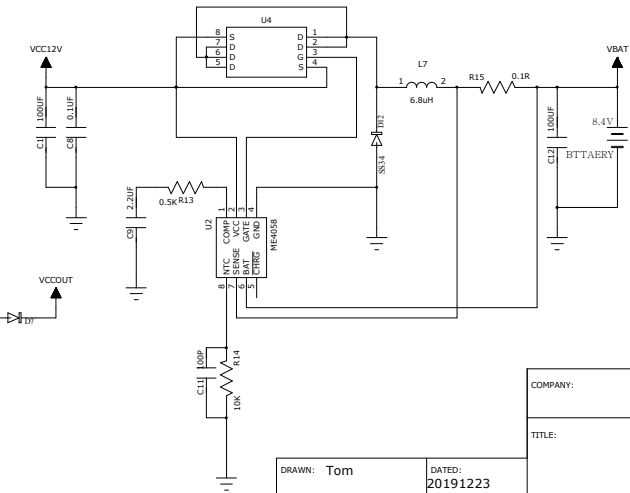 U4
8 S D 1
7 D D 2
6 D G 3
5 D S 4
VCC12V
VBAT
L7
1 2
6.8uH
R15 0.1R
100UF
C1
0.1UF
C8
D12
SS34
100UF
C12
8.4V
BTTAERY
2.2UF
C9
0.5K R13
U2
1 2 3 4
COMP VCC GATE GND
ME4058
NTC SENSE BAT CHRG
8 7 6 5
VCCOUT
D7
100P
C11
R14
10K
COMPANY:
TITLE:
DRAWN: Tom
DATED:
20191223